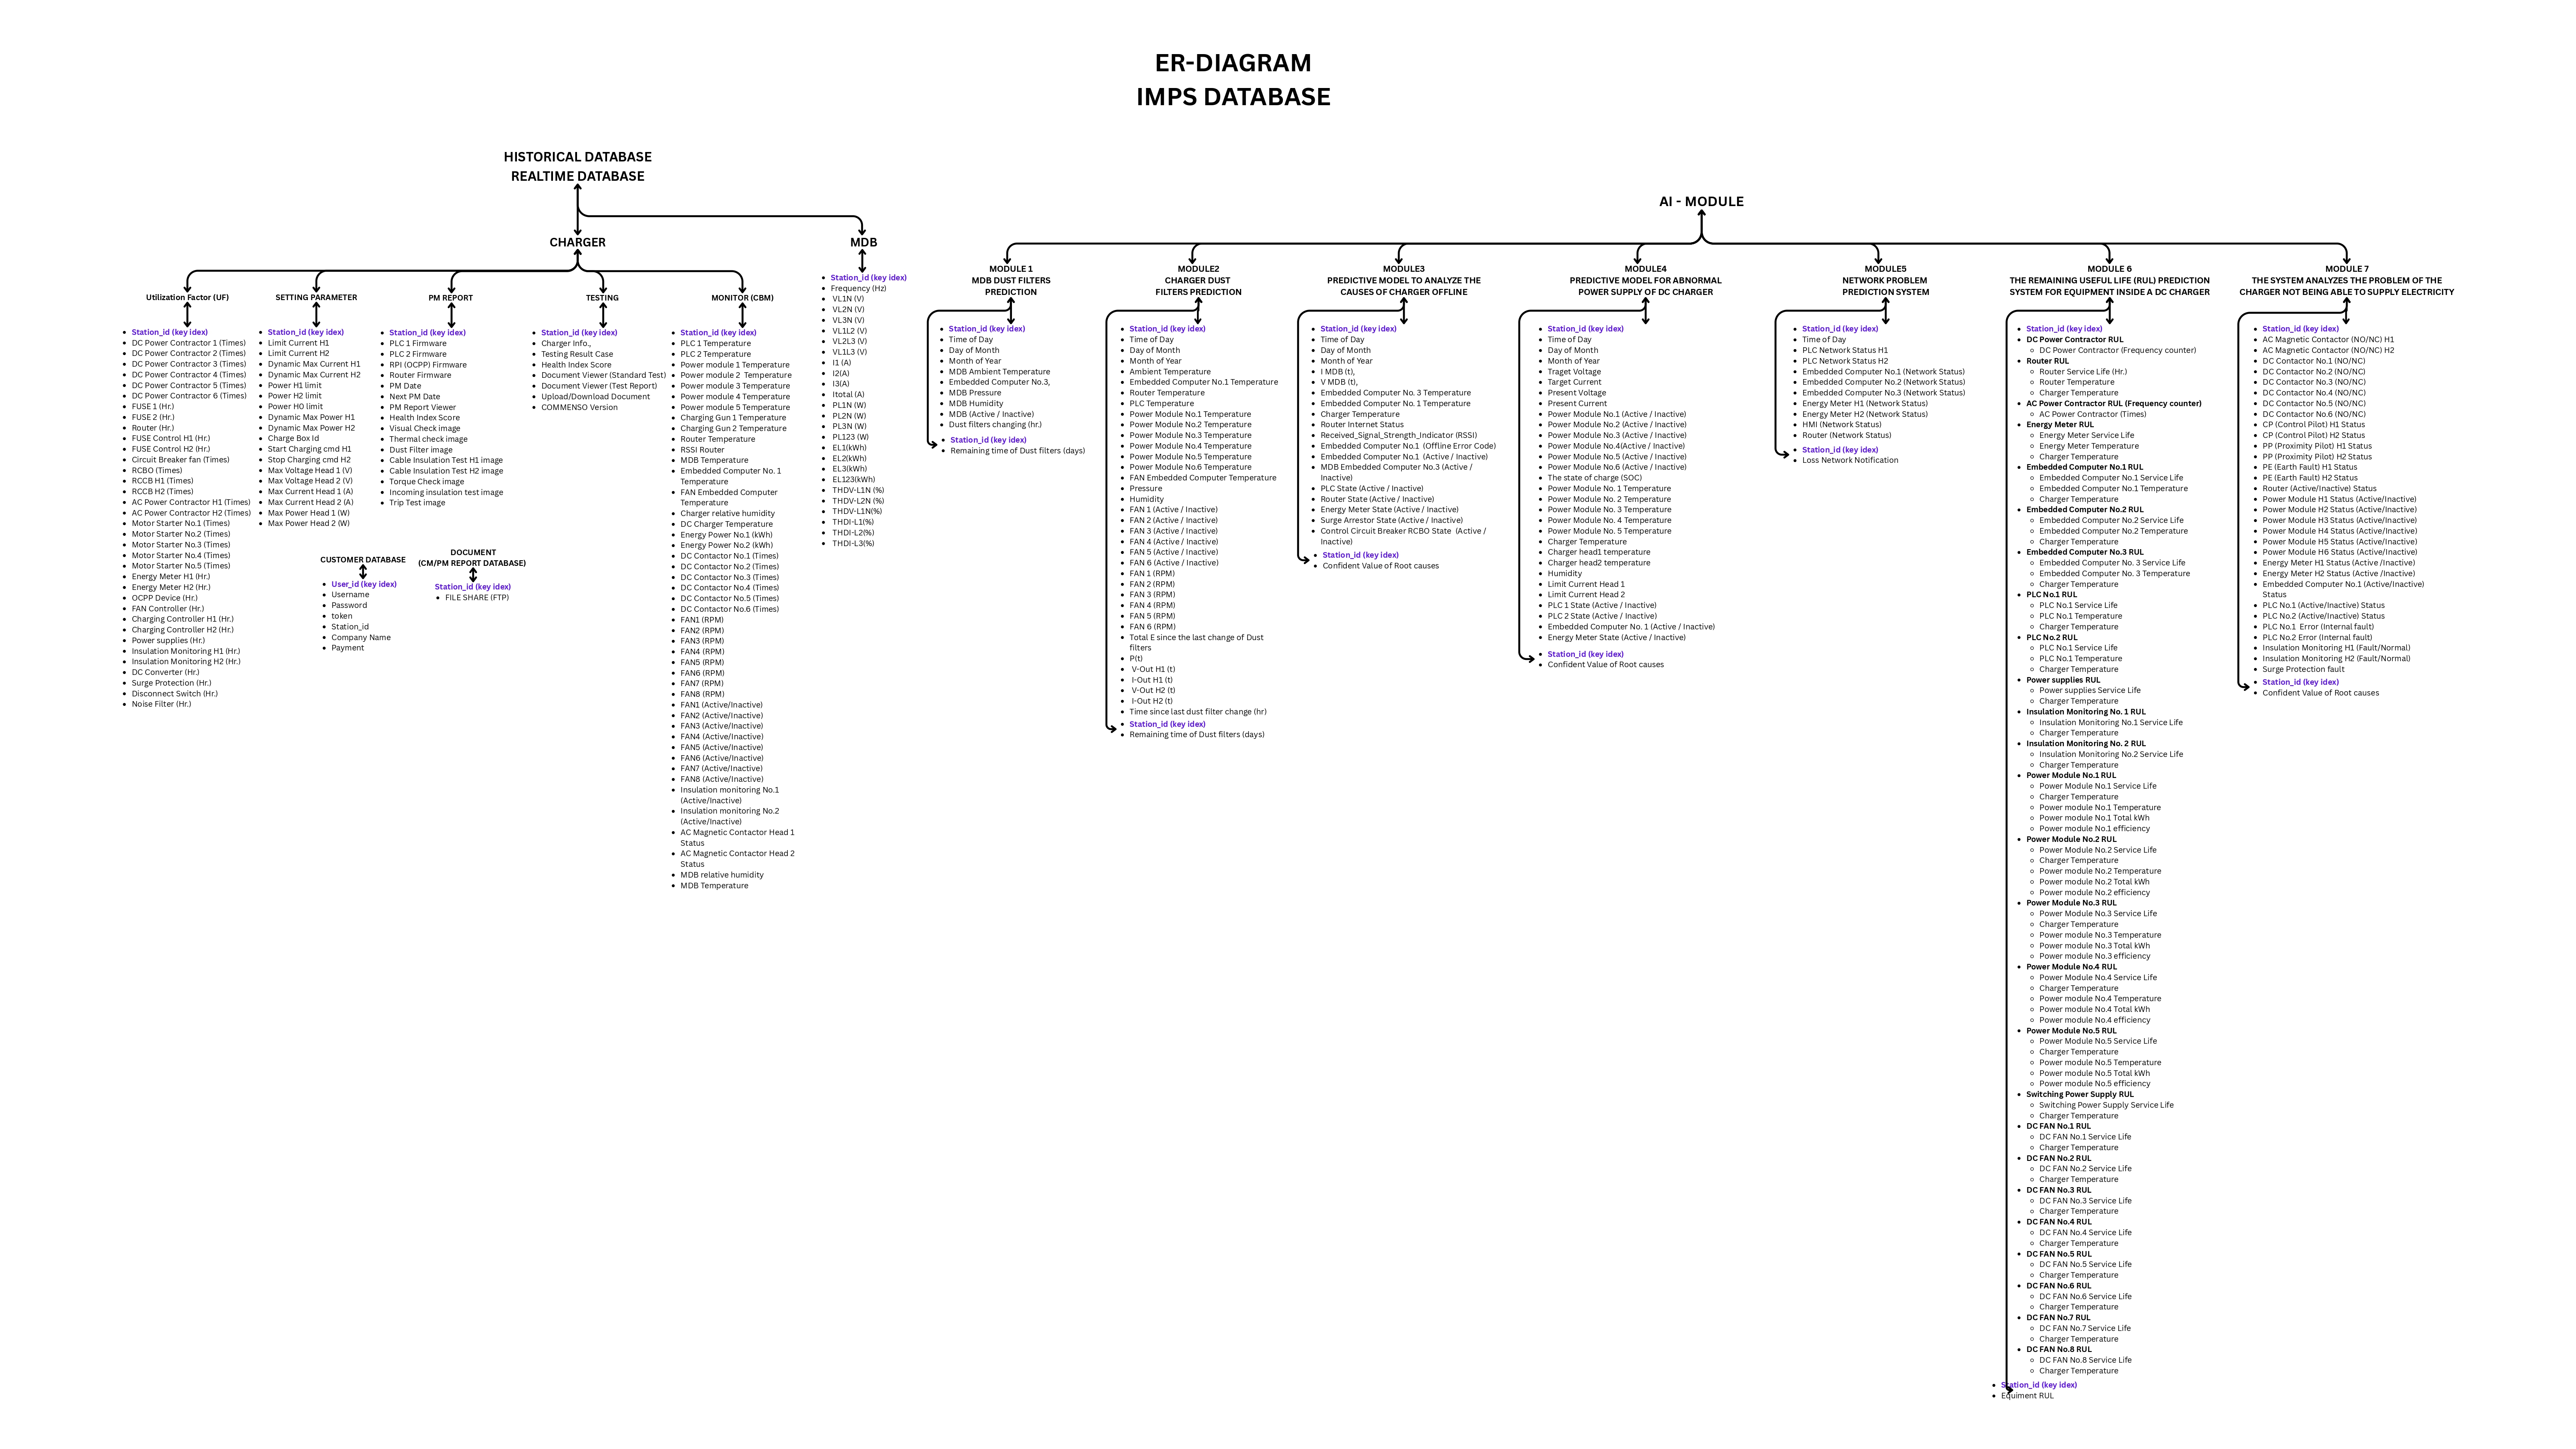 ER-DIAGRAM
IMPS DATABASE
HISTORICAL DATABASE
REALTIME DATABASE
CHARGER
MDB
Utilization Factor (UF)
Station_id (key idex)
DC Power Contractor 1 (Times)
DC Power Contractor 2 (Times)
DC Power Contractor 3 (Times)
DC Power Contractor 4 (Times)
DC Power Contractor 5 (Times)
DC Power Contractor 6 (Times)
FUSE 1 (Hr.)
FUSE 2 (Hr.)
Router (Hr.)
FUSE Control H1 (Hr.)
FUSE Control H2 (Hr.)
Circuit Breaker fan (Times)
RCBO (Times)
RCCB H1 (Times)
RCCB H2 (Times)
AC Power Contractor H1 (Times)
AC Power Contractor H2 (Times)
Motor Starter No.1 (Times)
Motor Starter No.2 (Times)
Motor Starter No.3 (Times)
Motor Starter No.4 (Times)
Motor Starter No.5 (Times)
Energy Meter H1 (Hr.)
Energy Meter H2 (Hr.)
OCPP Device (Hr.)
FAN Controller (Hr.)
Charging Controller H1 (Hr.)
Charging Controller H2 (Hr.)
Power supplies (Hr.)
Insulation Monitoring H1 (Hr.)
Insulation Monitoring H2 (Hr.)
DC Converter (Hr.)
Surge Protection (Hr.)
Disconnect Switch (Hr.)
Noise Filter (Hr.)
SETTING PARAMETER
Station_id (key idex)
Limit Current H1
Limit Current H2
Dynamic Max Current H1
Dynamic Max Current H2
Power H1 limit
Power H2 limit
Power H0 limit
Dynamic Max Power H1
Dynamic Max Power H2
Charge Box Id
Start Charging cmd H1
Stop Charging cmd H2
Max Voltage Head 1 (V)
Max Voltage Head 2 (V)
Max Current Head 1 (A)
Max Current Head 2 (A)
Max Power Head 1 (W)
Max Power Head 2 (W)
PM REPORT
Station_id (key idex)
PLC 1 Firmware
PLC 2 Firmware
RPI (OCPP) Firmware
Router Firmware
PM Date
Next PM Date
PM Report Viewer
Health Index Score
Visual Check image
Thermal check image
Dust Filter image
Cable Insulation Test H1 image
Cable Insulation Test H2 image
Torque Check image
Incoming insulation test image
Trip Test image
CUSTOMER DATABASE
User_id (key idex)
Username
Password
token
Station_id
Company Name
Payment
DOCUMENT
(CM/PM REPORT DATABASE)
Station_id (key idex)
FILE SHARE (FTP)
TESTING
Station_id (key idex)
Charger Info.,
Testing Result Case
Health Index Score
Document Viewer (Standard Test)
Document Viewer (Test Report)
Upload/Download Document
COMMENSO Version
MONITOR (CBM)
Station_id (key idex)
PLC 1 Temperature
PLC 2 Temperature
Power module 1 Temperature
Power module 2 Temperature
Power module 3 Temperature
Power module 4 Temperature
Power module 5 Temperature
Charging Gun 1 Temperature
Charging Gun 2 Temperature
Router Temperature
RSSI Router
MDB Temperature
Embedded Computer No. 1
Temperature
FAN Embedded Computer
Temperature
Charger relative humidity
DC Charger Temperature
Energy Power No.1 (kWh)
Energy Power No.2 (kWh)
DC Contactor No.1 (Times)
DC Contactor No.2 (Times)
DC Contactor No.3 (Times)
DC Contactor No.4 (Times)
DC Contactor No.5 (Times)
DC Contactor No.6 (Times)
FAN1 (RPM)
FAN2 (RPM)
FAN3 (RPM)
FAN4 (RPM)
FAN5 (RPM)
FAN6 (RPM)
FAN7 (RPM)
FAN8 (RPM)
FAN1 (Active/Inactive)
FAN2 (Active/Inactive)
FAN3 (Active/Inactive)
FAN4 (Active/Inactive)
FAN5 (Active/Inactive)
FAN6 (Active/Inactive)
FAN7 (Active/Inactive)
FAN8 (Active/Inactive)
Insulation monitoring No.1
(Active/Inactive)
Insulation monitoring No.2
(Active/Inactive)
AC Magnetic Contactor Head 1
Status
AC Magnetic Contactor Head 2
Status
MDB relative humidity
MDB Temperature
Station_id (key idex)
Frequency (Hz)
VL1N (V)
VL2N (V)
VL3N (V)
VL1L2 (V)
VL2L3 (V)
VL1L3 (V)
I1 (A)
I2(A)
I3(A)
Itotal (A)
PL1N (W)
PL2N (W)
PL3N (W)
PL123 (W)
EL1(kWh)
EL2(kWh)
EL3(kWh)
EL123(kWh)
THDV-L1N (%)
THDV-L2N (%)
THDV-L1N(%)
THDI-L1(%)
THDI-L2(%)
THDI-L3(%)
AI - MODULE
MODULE 1
MDB DUST FILTERS
PREDICTION
Station_id (key idex)
Time of Day
Day of Month
Month of Year
MDB Ambient Temperature
Embedded Computer No.3,
MDB Pressure
MDB Humidity
MDB (Active / Inactive)
Dust filters changing (hr.)
Station_id (key idex)
Remaining time of Dust filters (days)
MODULE2
CHARGER DUST
FILTERS PREDICTION
Station_id (key idex)
Time of Day
Day of Month
Month of Year
Ambient Temperature
Embedded Computer No.1 Temperature
Router Temperature
PLC Temperature
Power Module No.1 Temperature
Power Module No.2 Temperature
Power Module No.3 Temperature
Power Module No.4 Temperature
Power Module No.5 Temperature
Power Module No.6 Temperature
FAN Embedded Computer Temperature
Pressure
Humidity
FAN 1 (Active / Inactive)
FAN 2 (Active / Inactive)
FAN 3 (Active / Inactive)
FAN 4 (Active / Inactive)
FAN 5 (Active / Inactive)
FAN 6 (Active / Inactive)
FAN 1 (RPM)
FAN 2 (RPM)
FAN 3 (RPM)
FAN 4 (RPM)
FAN 5 (RPM)
FAN 6 (RPM)
Total E since the last change of Dust
filters
P(t)
V-Out H1 (t)
I-Out H1 (t)
V-Out H2 (t)
I-Out H2 (t)
Time since last dust filter change (hr)
Station_id (key idex)
Remaining time of Dust filters (days)
MODULE3
PREDICTIVE MODEL TO ANALYZE THE
CAUSES OF CHARGER OFFLINE
Station_id (key idex)
Time of Day
Day of Month
Month of Year
I MDB (t),
V MDB (t),
Embedded Computer No. 3 Temperature
Embedded Computer No. 1 Temperature
Charger Temperature
Router Internet Status
Received_Signal_Strength_Indicator (RSSI)
Embedded Computer No.1 (Offline Error Code)
Embedded Computer No.1 (Active / Inactive)
MDB Embedded Computer No.3 (Active /
Inactive)
PLC State (Active / Inactive)
Router State (Active / Inactive)
Energy Meter State (Active / Inactive)
Surge Arrestor State (Active / Inactive)
Control Circuit Breaker RCBO State (Active /
Inactive)
Station_id (key idex)
Confident Value of Root causes
MODULE4
PREDICTIVE MODEL FOR ABNORMAL
POWER SUPPLY OF DC CHARGER
Station_id (key idex)
Time of Day
Day of Month
Month of Year
Traget Voltage
Target Current
Present Voltage
Present Current
Power Module No.1 (Active / Inactive)
Power Module No.2 (Active / Inactive)
Power Module No.3 (Active / Inactive)
Power Module No.4(Active / Inactive)
Power Module No.5 (Active / Inactive)
Power Module No.6 (Active / Inactive)
The state of charge (SOC)
Power Module No. 1 Temperature
Power Module No. 2 Temperature
Power Module No. 3 Temperature
Power Module No. 4 Temperature
Power Module No. 5 Temperature
Charger Temperature
Charger head1 temperature
Charger head2 temperature
Humidity
Limit Current Head 1
Limit Current Head 2
PLC 1 State (Active / Inactive)
PLC 2 State (Active / Inactive)
Embedded Computer No. 1 (Active / Inactive)
Energy Meter State (Active / Inactive)
Station_id (key idex)
Confident Value of Root causes
MODULE5
NETWORK PROBLEM
PREDICTION SYSTEM
Station_id (key idex)
Time of Day
PLC Network Status H1
PLC Network Status H2
Embedded Computer No.1 (Network Status)
Embedded Computer No.2 (Network Status)
Embedded Computer No.3 (Network Status)
Energy Meter H1 (Network Status)
Energy Meter H2 (Network Status)
HMI (Network Status)
Router (Network Status)
Station_id (key idex)
Loss Network Notification
MODULE 6
THE REMAINING USEFUL LIFE (RUL) PREDICTION
SYSTEM FOR EQUIPMENT INSIDE A DC CHARGER
Station_id (key idex)
DC Power Contractor RUL
DC Power Contractor (Frequency counter)
Router RUL
Router Service Life (Hr.)
Router Temperature
Charger Temperature
AC Power Contractor RUL (Frequency counter)
AC Power Contractor (Times)
Energy Meter RUL
Energy Meter Service Life
Energy Meter Temperature
Charger Temperature
Embedded Computer No.1 RUL
Embedded Computer No.1 Service Life
Embedded Computer No.1 Temperature
Charger Temperature
Embedded Computer No.2 RUL
Embedded Computer No.2 Service Life
Embedded Computer No.2 Temperature
Charger Temperature
Embedded Computer No.3 RUL
Embedded Computer No. 3 Service Life
Embedded Computer No. 3 Temperature
Charger Temperature
PLC No.1 RUL
PLC No.1 Service Life
PLC No.1 Temperature
Charger Temperature
PLC No.2 RUL
PLC No.1 Service Life
PLC No.1 Temperature
Charger Temperature
Power supplies RUL
Power supplies Service Life
Charger Temperature
Insulation Monitoring No. 1 RUL
Insulation Monitoring No.1 Service Life
Charger Temperature
Insulation Monitoring No. 2 RUL
Insulation Monitoring No.2 Service Life
Charger Temperature
Power Module No.1 RUL
Power Module No.1 Service Life
Charger Temperature
Power module No.1 Temperature
Power module No.1 Total kWh
Power module No.1 efficiency
Power Module No.2 RUL
Power Module No.2 Service Life
Charger Temperature
Power module No.2 Temperature
Power module No.2 Total kWh
Power module No.2 efficiency
Power Module No.3 RUL
Power Module No.3 Service Life
Charger Temperature
Power module No.3 Temperature
Power module No.3 Total kWh
Power module No.3 efficiency
Power Module No.4 RUL
Power Module No.4 Service Life
Charger Temperature
Power module No.4 Temperature
Power module No.4 Total kWh
Power module No.4 efficiency
Power Module No.5 RUL
Power Module No.5 Service Life
Charger Temperature
Power module No.5 Temperature
Power module No.5 Total kWh
Power module No.5 efficiency
Switching Power Supply RUL
Switching Power Supply Service Life
Charger Temperature
DC FAN No.1 RUL
DC FAN No.1 Service Life
Charger Temperature
DC FAN No.2 RUL
DC FAN No.2 Service Life
Charger Temperature
DC FAN No.3 RUL
DC FAN No.3 Service Life
Charger Temperature
DC FAN No.4 RUL
DC FAN No.4 Service Life
Charger Temperature
DC FAN No.5 RUL
DC FAN No.5 Service Life
Charger Temperature
DC FAN No.6 RUL
DC FAN No.6 Service Life
Charger Temperature
DC FAN No.7 RUL
DC FAN No.7 Service Life
Charger Temperature
DC FAN No.8 RUL
DC FAN No.8 Service Life
Charger Temperature
Station_id (key idex)
Equiment RUL
MODULE 7
THE SYSTEM ANALYZES THE PROBLEM OF THE
CHARGER NOT BEING ABLE TO SUPPLY ELECTRICITY
Station_id (key idex)
AC Magnetic Contactor (NO/NC) H1
AC Magnetic Contactor (NO/NC) H2
DC Contactor No.1 (NO/NC)
DC Contactor No.2 (NO/NC)
DC Contactor No.3 (NO/NC)
DC Contactor No.4 (NO/NC)
DC Contactor No.5 (NO/NC)
DC Contactor No.6 (NO/NC)
CP (Control Pilot) H1 Status
CP (Control Pilot) H2 Status
PP (Proximity Pilot) H1 Status
PP (Proximity Pilot) H2 Status
PE (Earth Fault) H1 Status
PE (Earth Fault) H2 Status
Router (Active/Inactive) Status
Power Module H1 Status (Active/Inactive)
Power Module H2 Status (Active/Inactive)
Power Module H3 Status (Active/Inactive)
Power Module H4 Status (Active/Inactive)
Power Module H5 Status (Active/Inactive)
Power Module H6 Status (Active/Inactive)
Energy Meter H1 Status (Active /Inactive)
Energy Meter H2 Status (Active /Inactive)
Embedded Computer No.1 (Active/Inactive)
Status
PLC No.1 (Active/Inactive) Status
PLC No.2 (Active/Inactive) Status
PLC No.1 Error (Internal fault)
PLC No.2 Error (Internal fault)
Insulation Monitoring H1 (Fault/Normal)
Insulation Monitoring H2 (Fault/Normal)
Surge Protection fault
Station_id (key idex)
Confident Value of Root causes